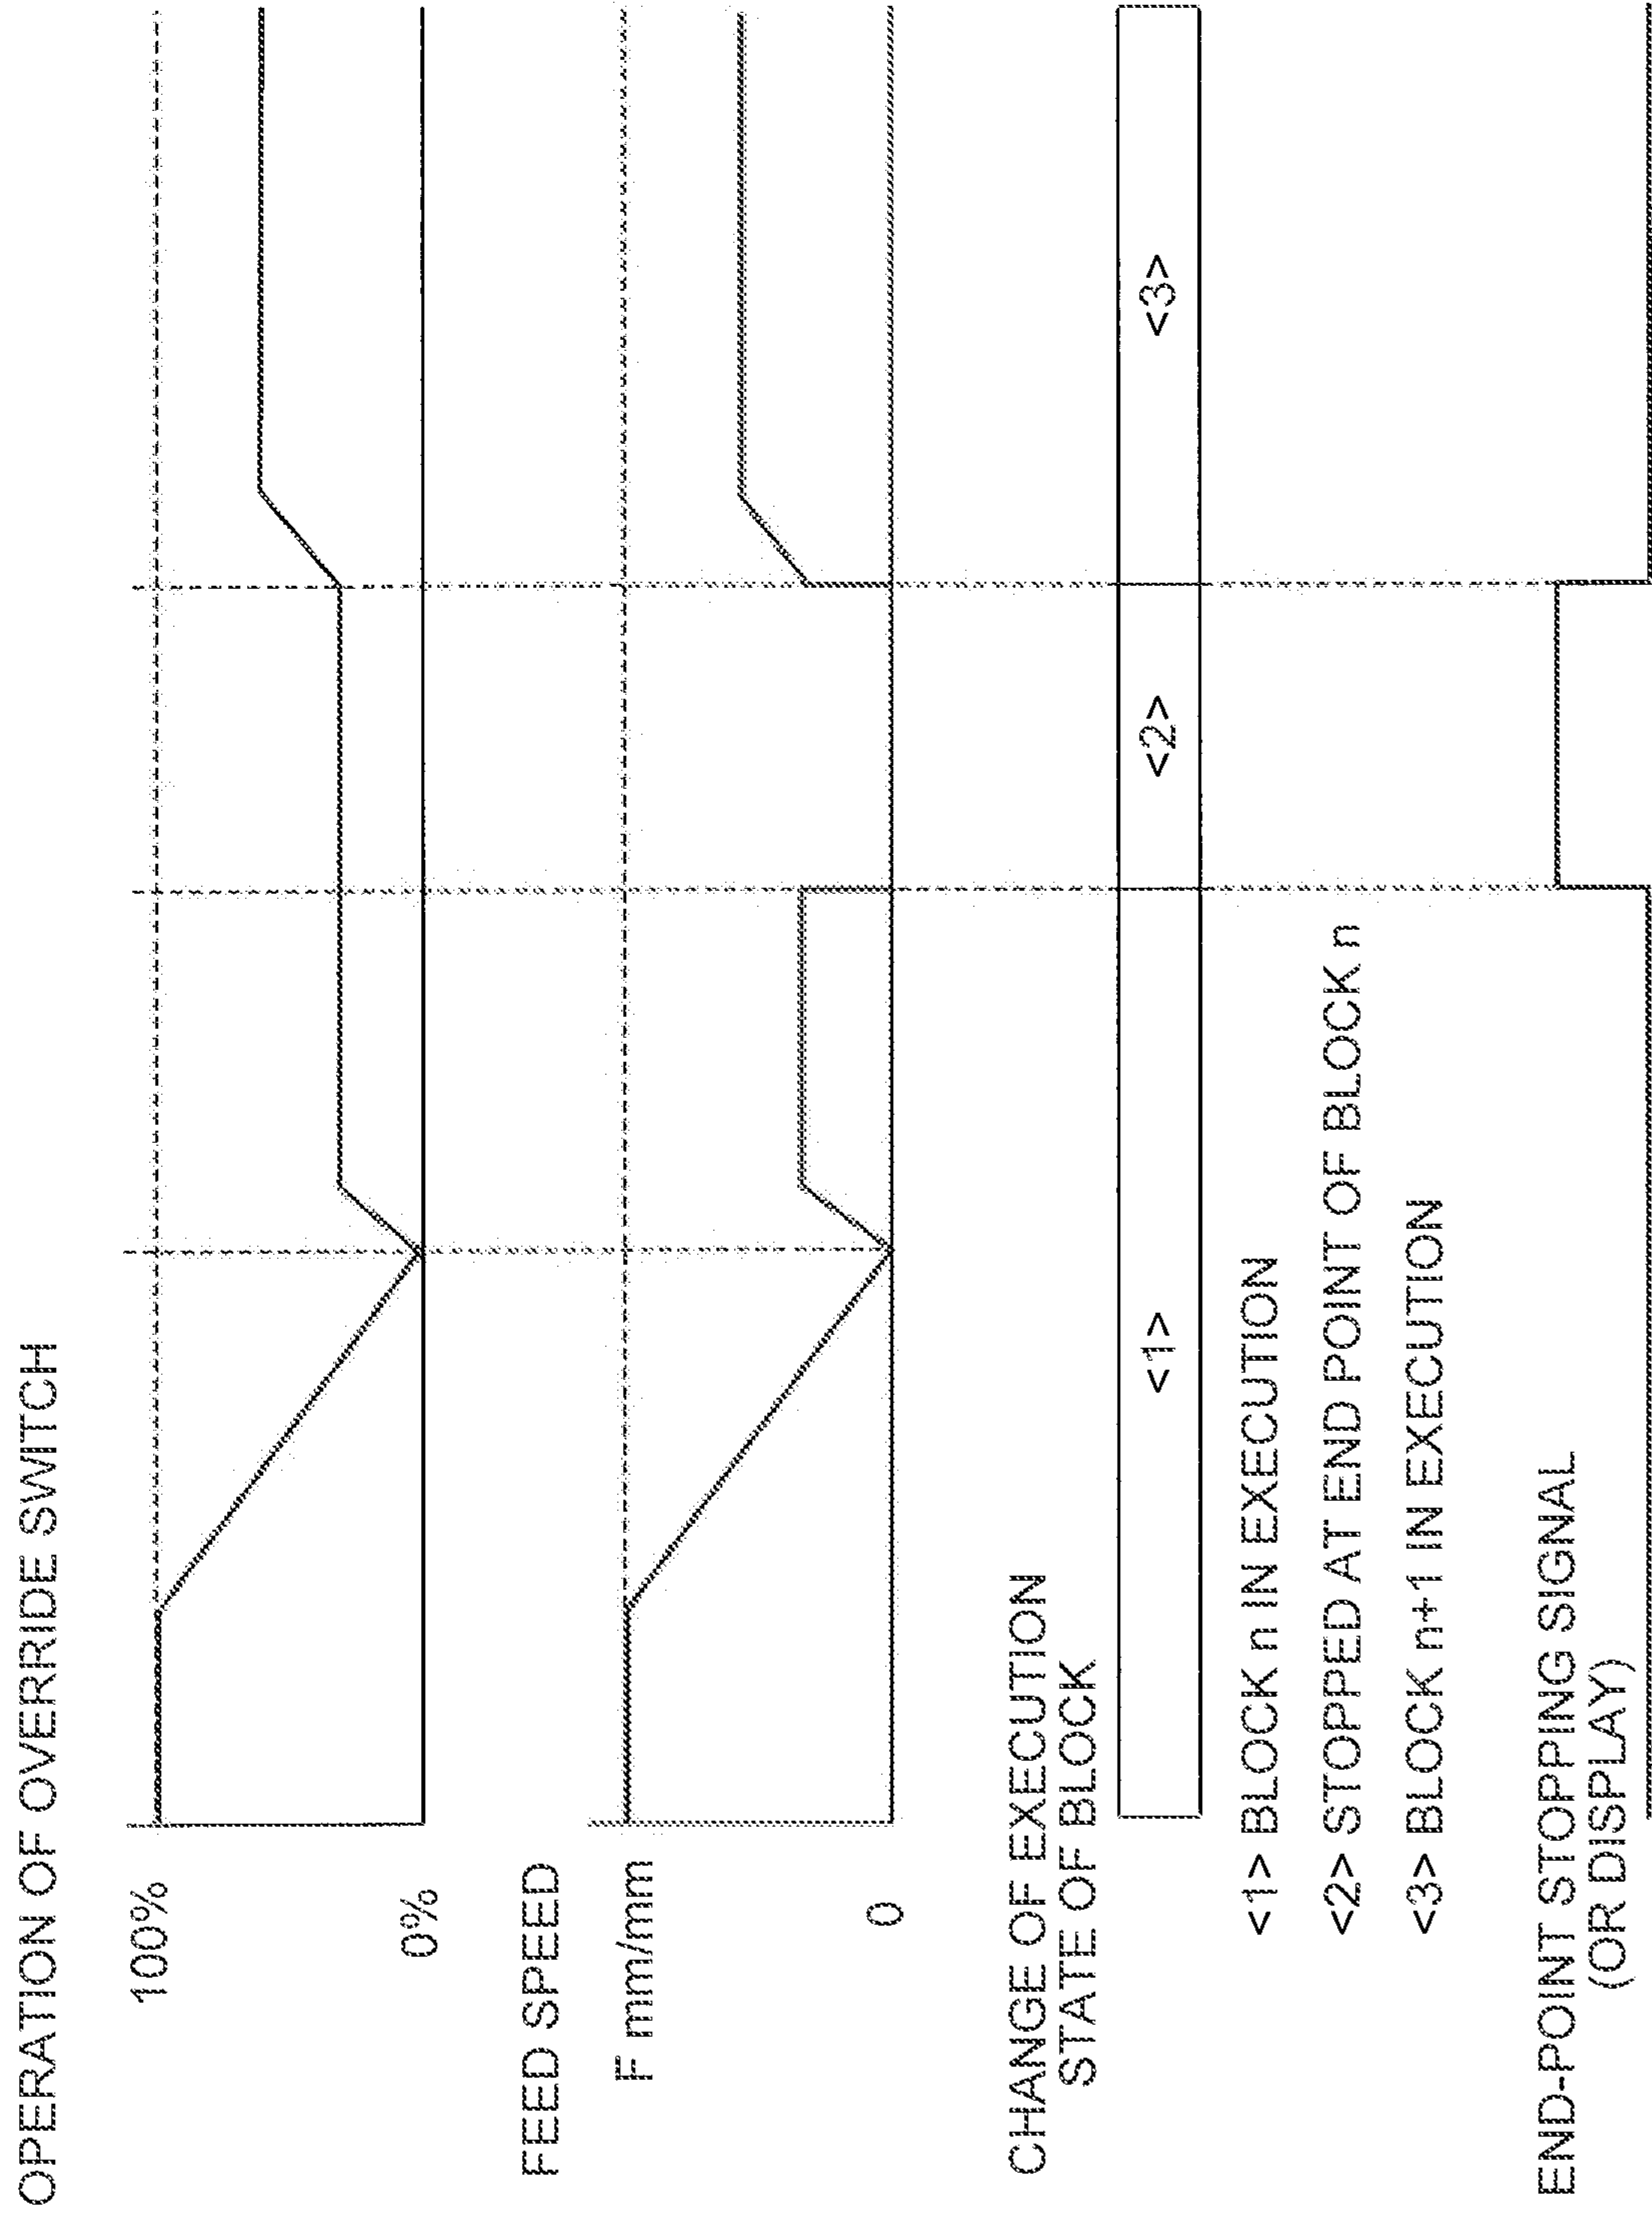 OPERATION OF OVERRIDE SWITCH
100%
0%
FEED SPEED
F mm/mm
0
CHANGE OF EXECUTION
STATE OF BLOCK
<1>
<2>
<3>
<1> BLOCK n IN EXECUTION
<2> STOPPED AT END POINT OF BLOCK n
<3> BLOCK n+1 IN EXECUTION
END-POINT STOPPING SIGNAL
(OR DISPLAY)